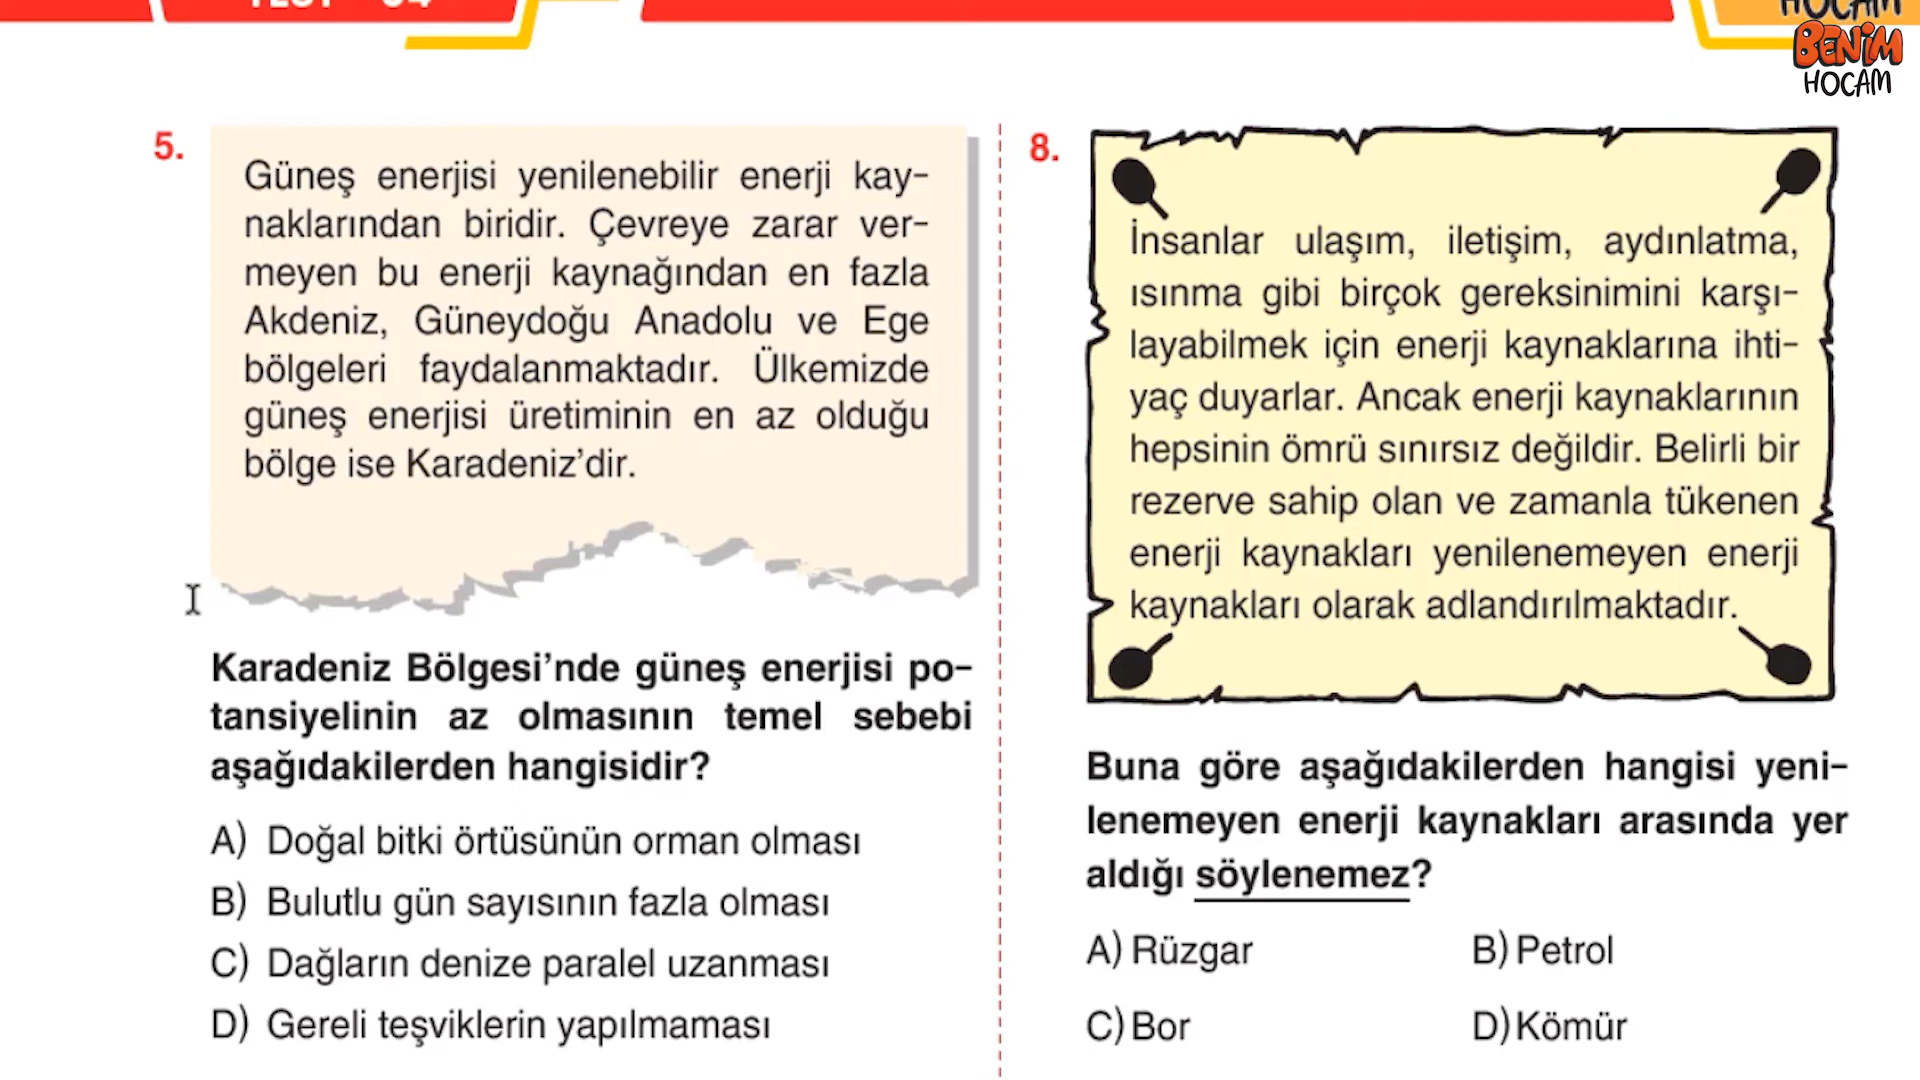 HOCAM
BENİM
HOCAM
5.
Güneş enerjisi yenilenebilir enerji kay-
naklarından biridir. Çevreye zarar ver-
meyen bu enerji kaynağından en fazla
Akdeniz, Güneydoğu Anadolu ve Ege
bölgeleri faydalanmaktadır. Ülkemizde
güneş enerjisi üretiminin en az olduğu
bölge ise Karadeniz’dir.
Karadeniz Bölgesi’nde güneş enerjisi po-
tansiyelinin az olmasının temel sebebi
aşağıdakilerden hangisidir?
A) Doğal bitki örtüsünün orman olması
B) Bulutlu gün sayısının fazla olması
C) Dağların denize paralel uzanması
D) Gereli teşviklerin yapılmaması
8.
İnsanlar ulaşım, iletişim, aydınlatma,
ısınma gibi birçok gereksinimini karşı-
layabilmek için enerji kaynaklarına ihti-
yaç duyarlar. Ancak enerji kaynaklarının
hepsinin ömrü sınırsız değildir. Belirli bir
rezerve sahip olan ve zamanla tükenen
enerji kaynakları yenilenemeyen enerji
kaynakları olarak adlandırılmaktadır.
Buna göre aşağıdakilerden hangisi yeni-
lenemeyen enerji kaynakları arasında yer
aldığı söylenemez?
A) Rüzgar B) Petrol
C) Bor D) Kömür